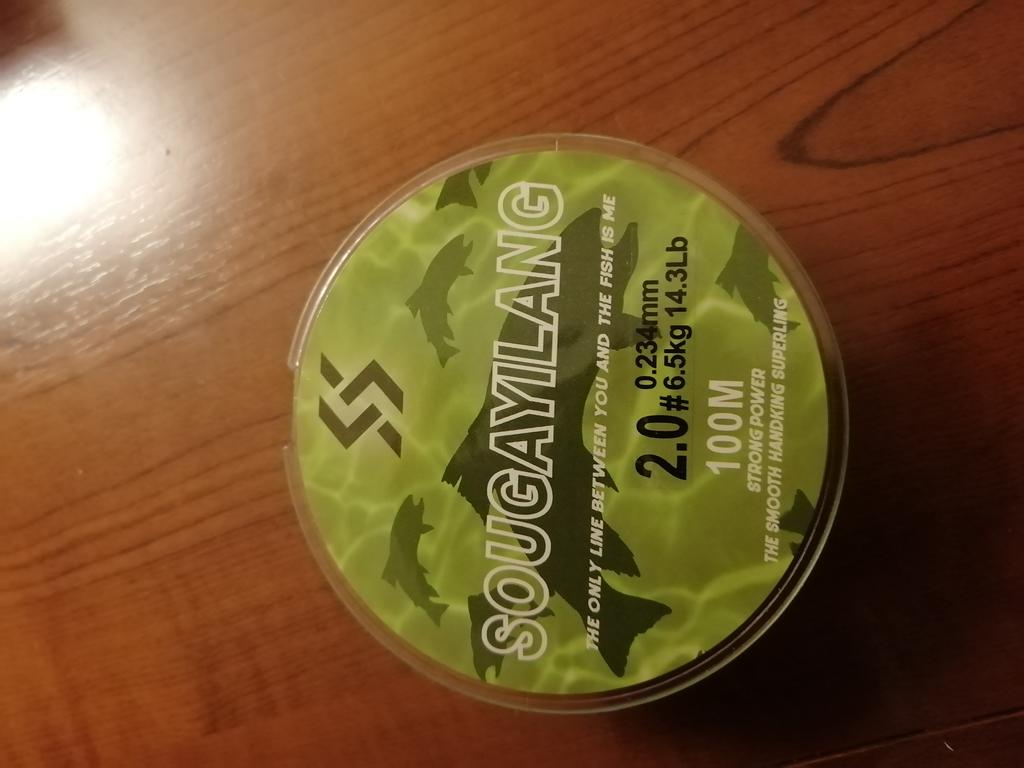 SOUGAYILANG
THE ONLY LINE BETWEEN YOU AND THE FISH IS ME
2.0# 0.234mm
6.5kg 14.3Lb
100M
STRONG POWER
THE SMOOTH HANDKING SUPERLING